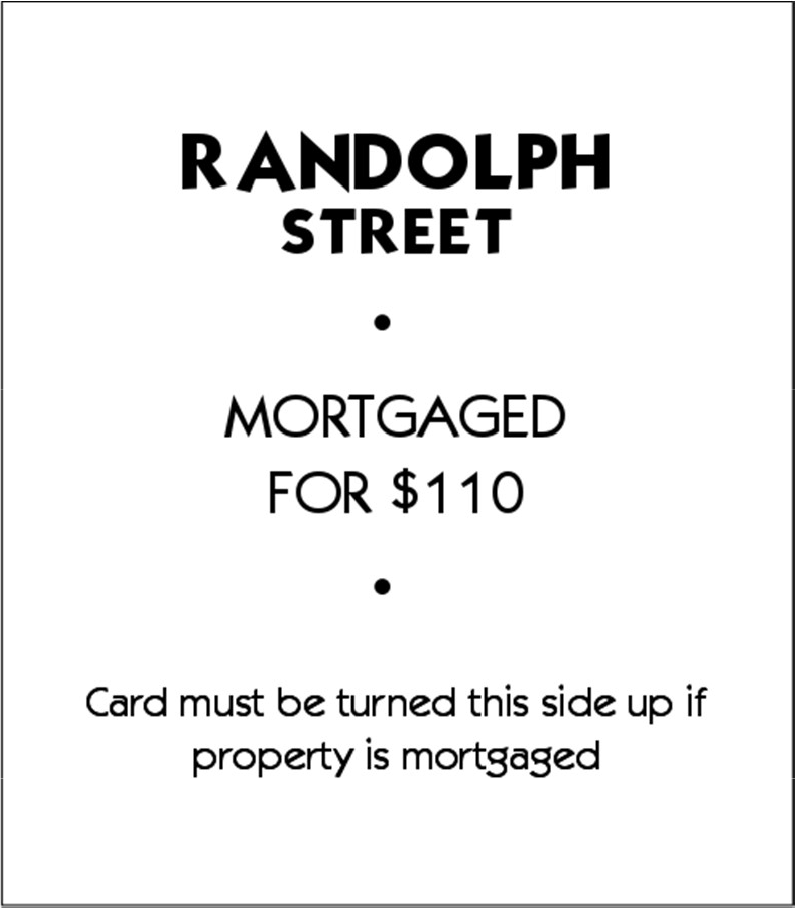 RANDOLPH
STREET
•
MORTGAGED
FOR $110
•
Card must be turned this side up if
property is mortgaged